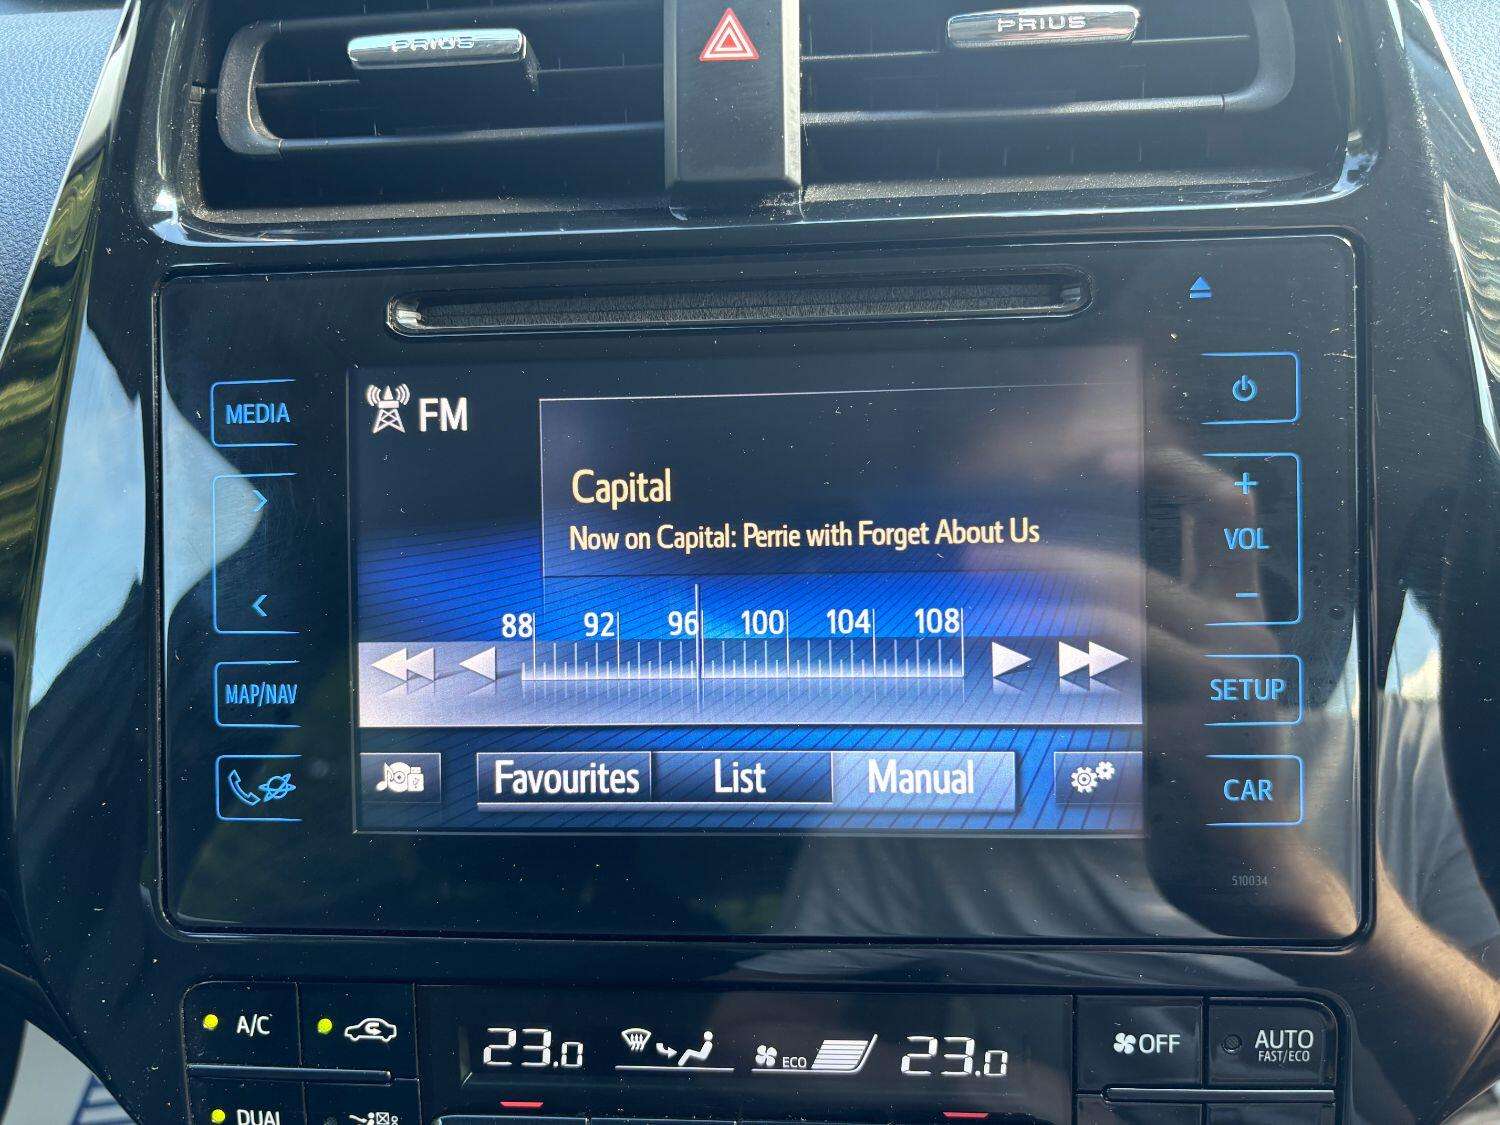 PRIUS
PRIUS
MEDIA
FM
Capital
Now on Capital: Perrie with Forget About Us
+
VOL
−
88 92 96 100 104 108
MAP/NAV
SETUP
Favourites List Manual
CAR
510034
A/C
23.0
ECO
23.0
OFF
AUTO
FAST/ECO
DUAL